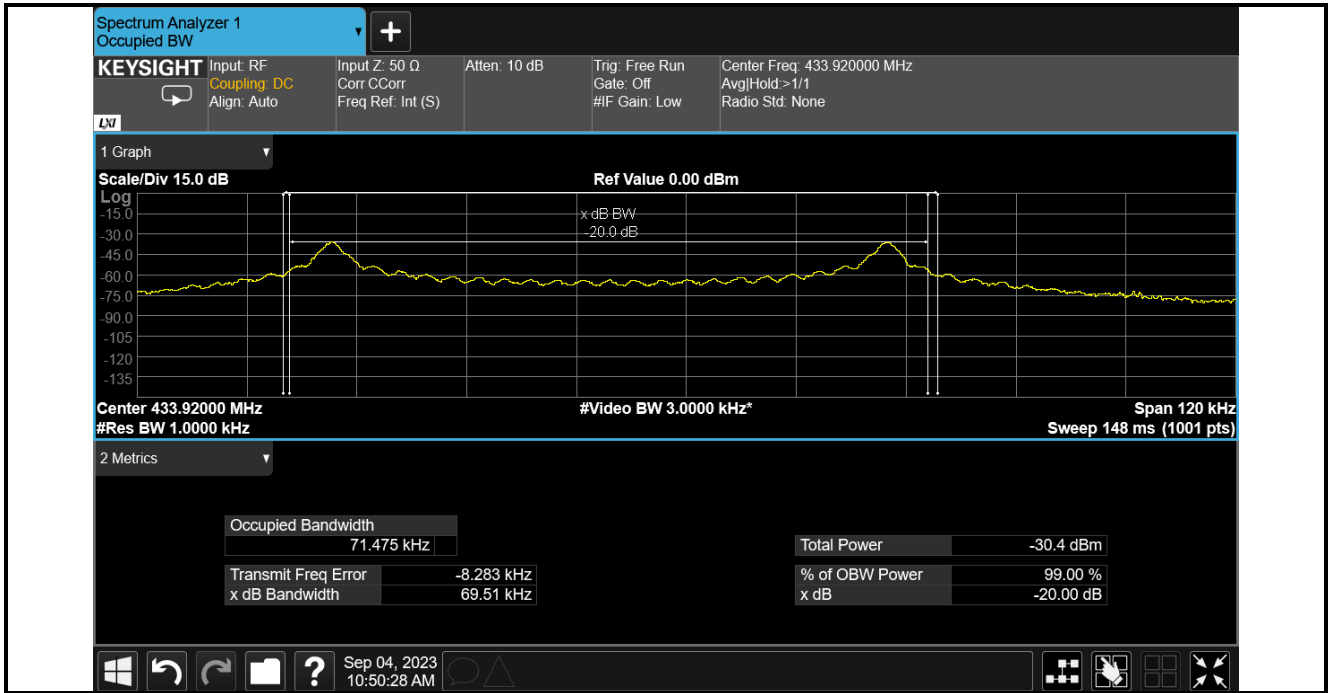 Spectrum Analyzer 1
Occupied BW
▼
+
KEYSIGHT
LXI
Input: RF
Coupling: DC
Align: Auto
Input Z: 50 Ω
Corr CCorr
Freq Ref: Int (S)
Atten: 10 dB
Trig: Free Run
Gate: Off
#IF Gain: Low
Center Freq: 433.920000 MHz
Avg|Hold:>1/1
Radio Std: None
1 Graph
Scale/Div 15.0 dB
Ref Value 0.00 dBm
Log
-15.0
-30.0
-45.0
-60.0
-75.0
-90.0
-105
-120
-135
x dB BW
-20.0 dB
Center 433.92000 MHz
#Video BW 3.0000 kHz*
Span 120 kHz
#Res BW 1.0000 kHz
Sweep 148 ms (1001 pts)
2 Metrics
Occupied Bandwidth
71.475 kHz
Total Power -30.4 dBm
Transmit Freq Error -8.283 kHz
% of OBW Power 99.00 %
x dB Bandwidth 69.51 kHz
x dB -20.00 dB
?
Sep 04, 2023
10:50:28 AM